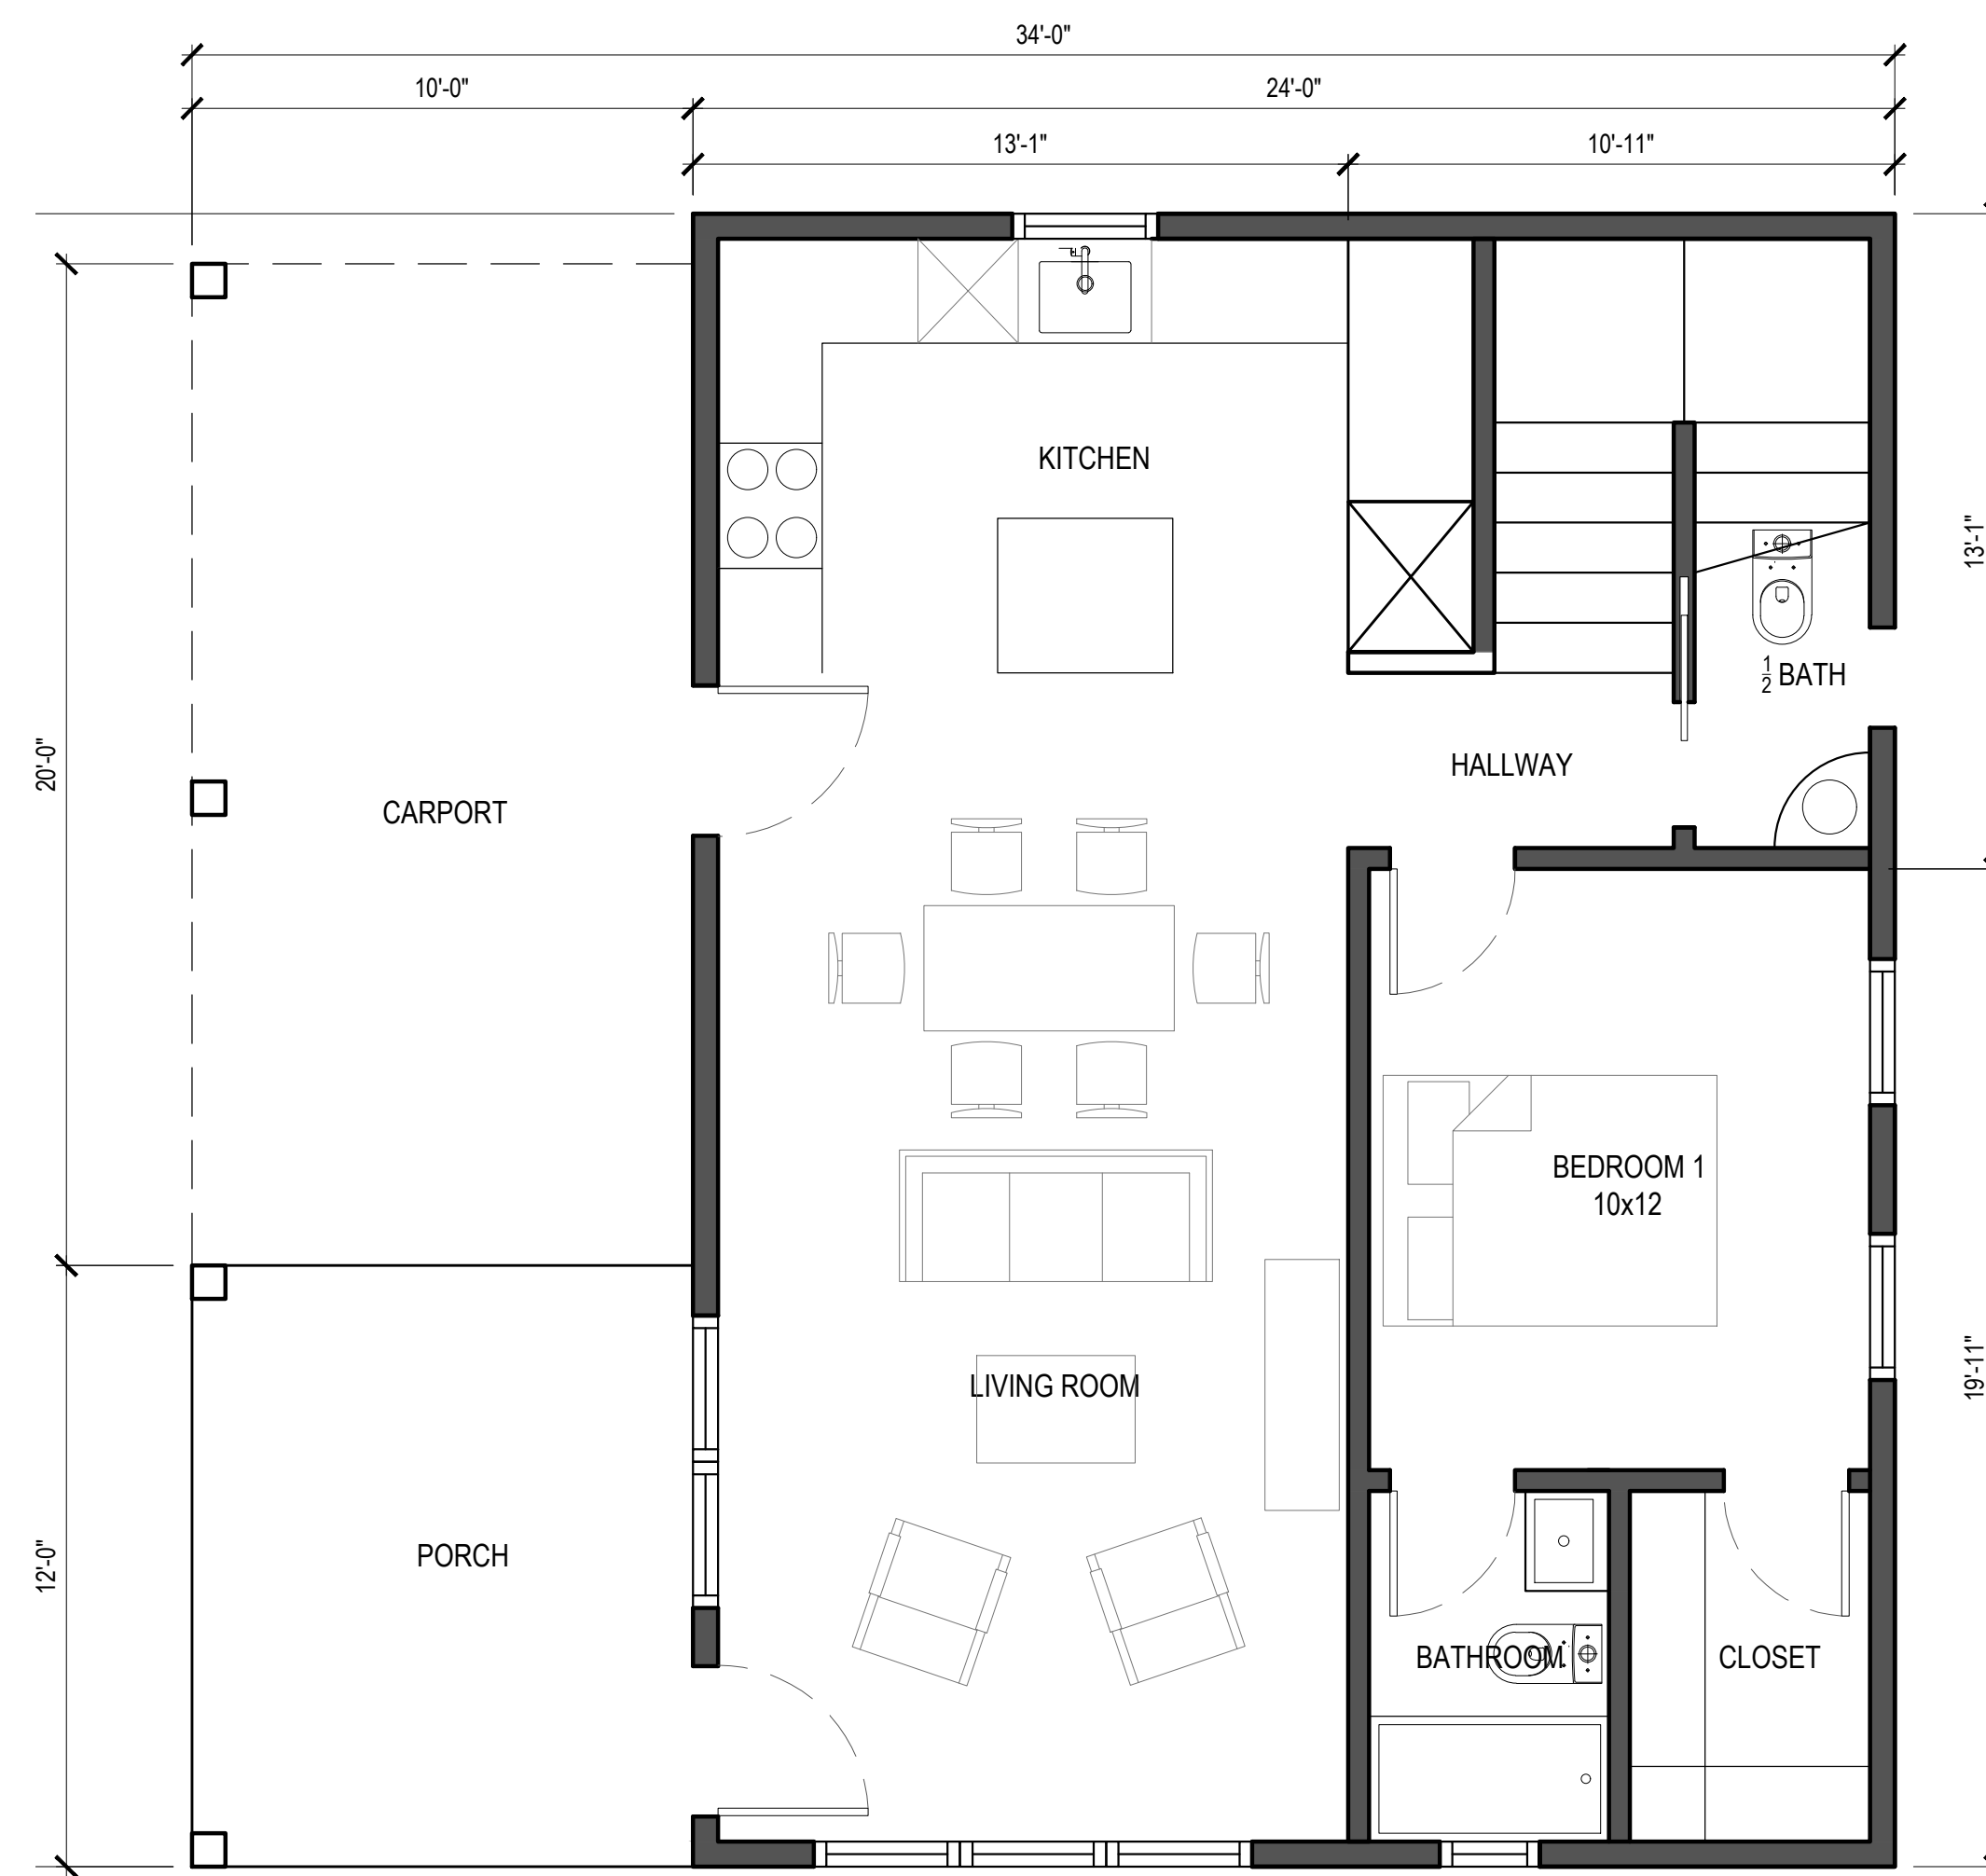 34'-0"
10'-0"
24'-0"
13'-1"
10'-11"
KITCHEN
13'-1"
½ BATH
20'-0"
HALLWAY
CARPORT
BEDROOM 1
10x12
19'-11"
LIVING ROOM
12'-0"
PORCH
BATHROOM
CLOSET